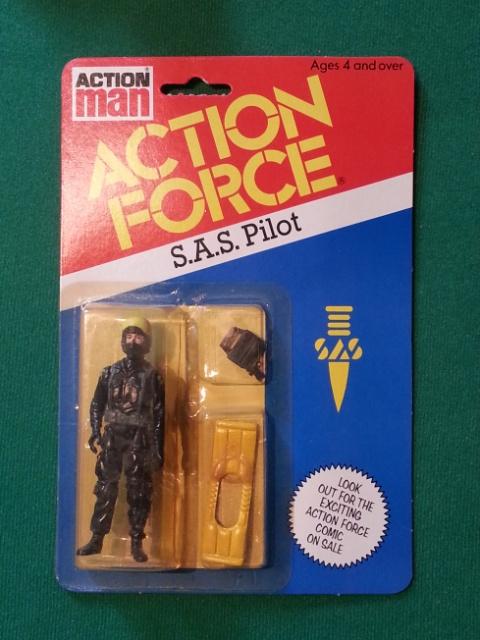 ACTION
man
Ages 4 and over
ACTION
FORCE
S.A.S. Pilot
SAS
LOOK
OUT FOR THE
EXCITING
ACTION FORCE
COMIC
ON SALE